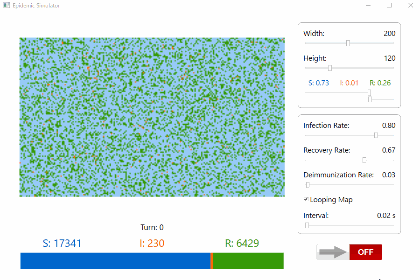 Epidemic Simulator
Width: 200
Height: 120
S: 0.73 I: 0.01 R: 0.26
Infection Rate: 0.80
Recovery Rate: 0.67
Deimmunization Rate: 0.03
Looping Map
Interval: 0.02 s
OFF
Turn: 0
S: 17341 I: 230 R: 6429